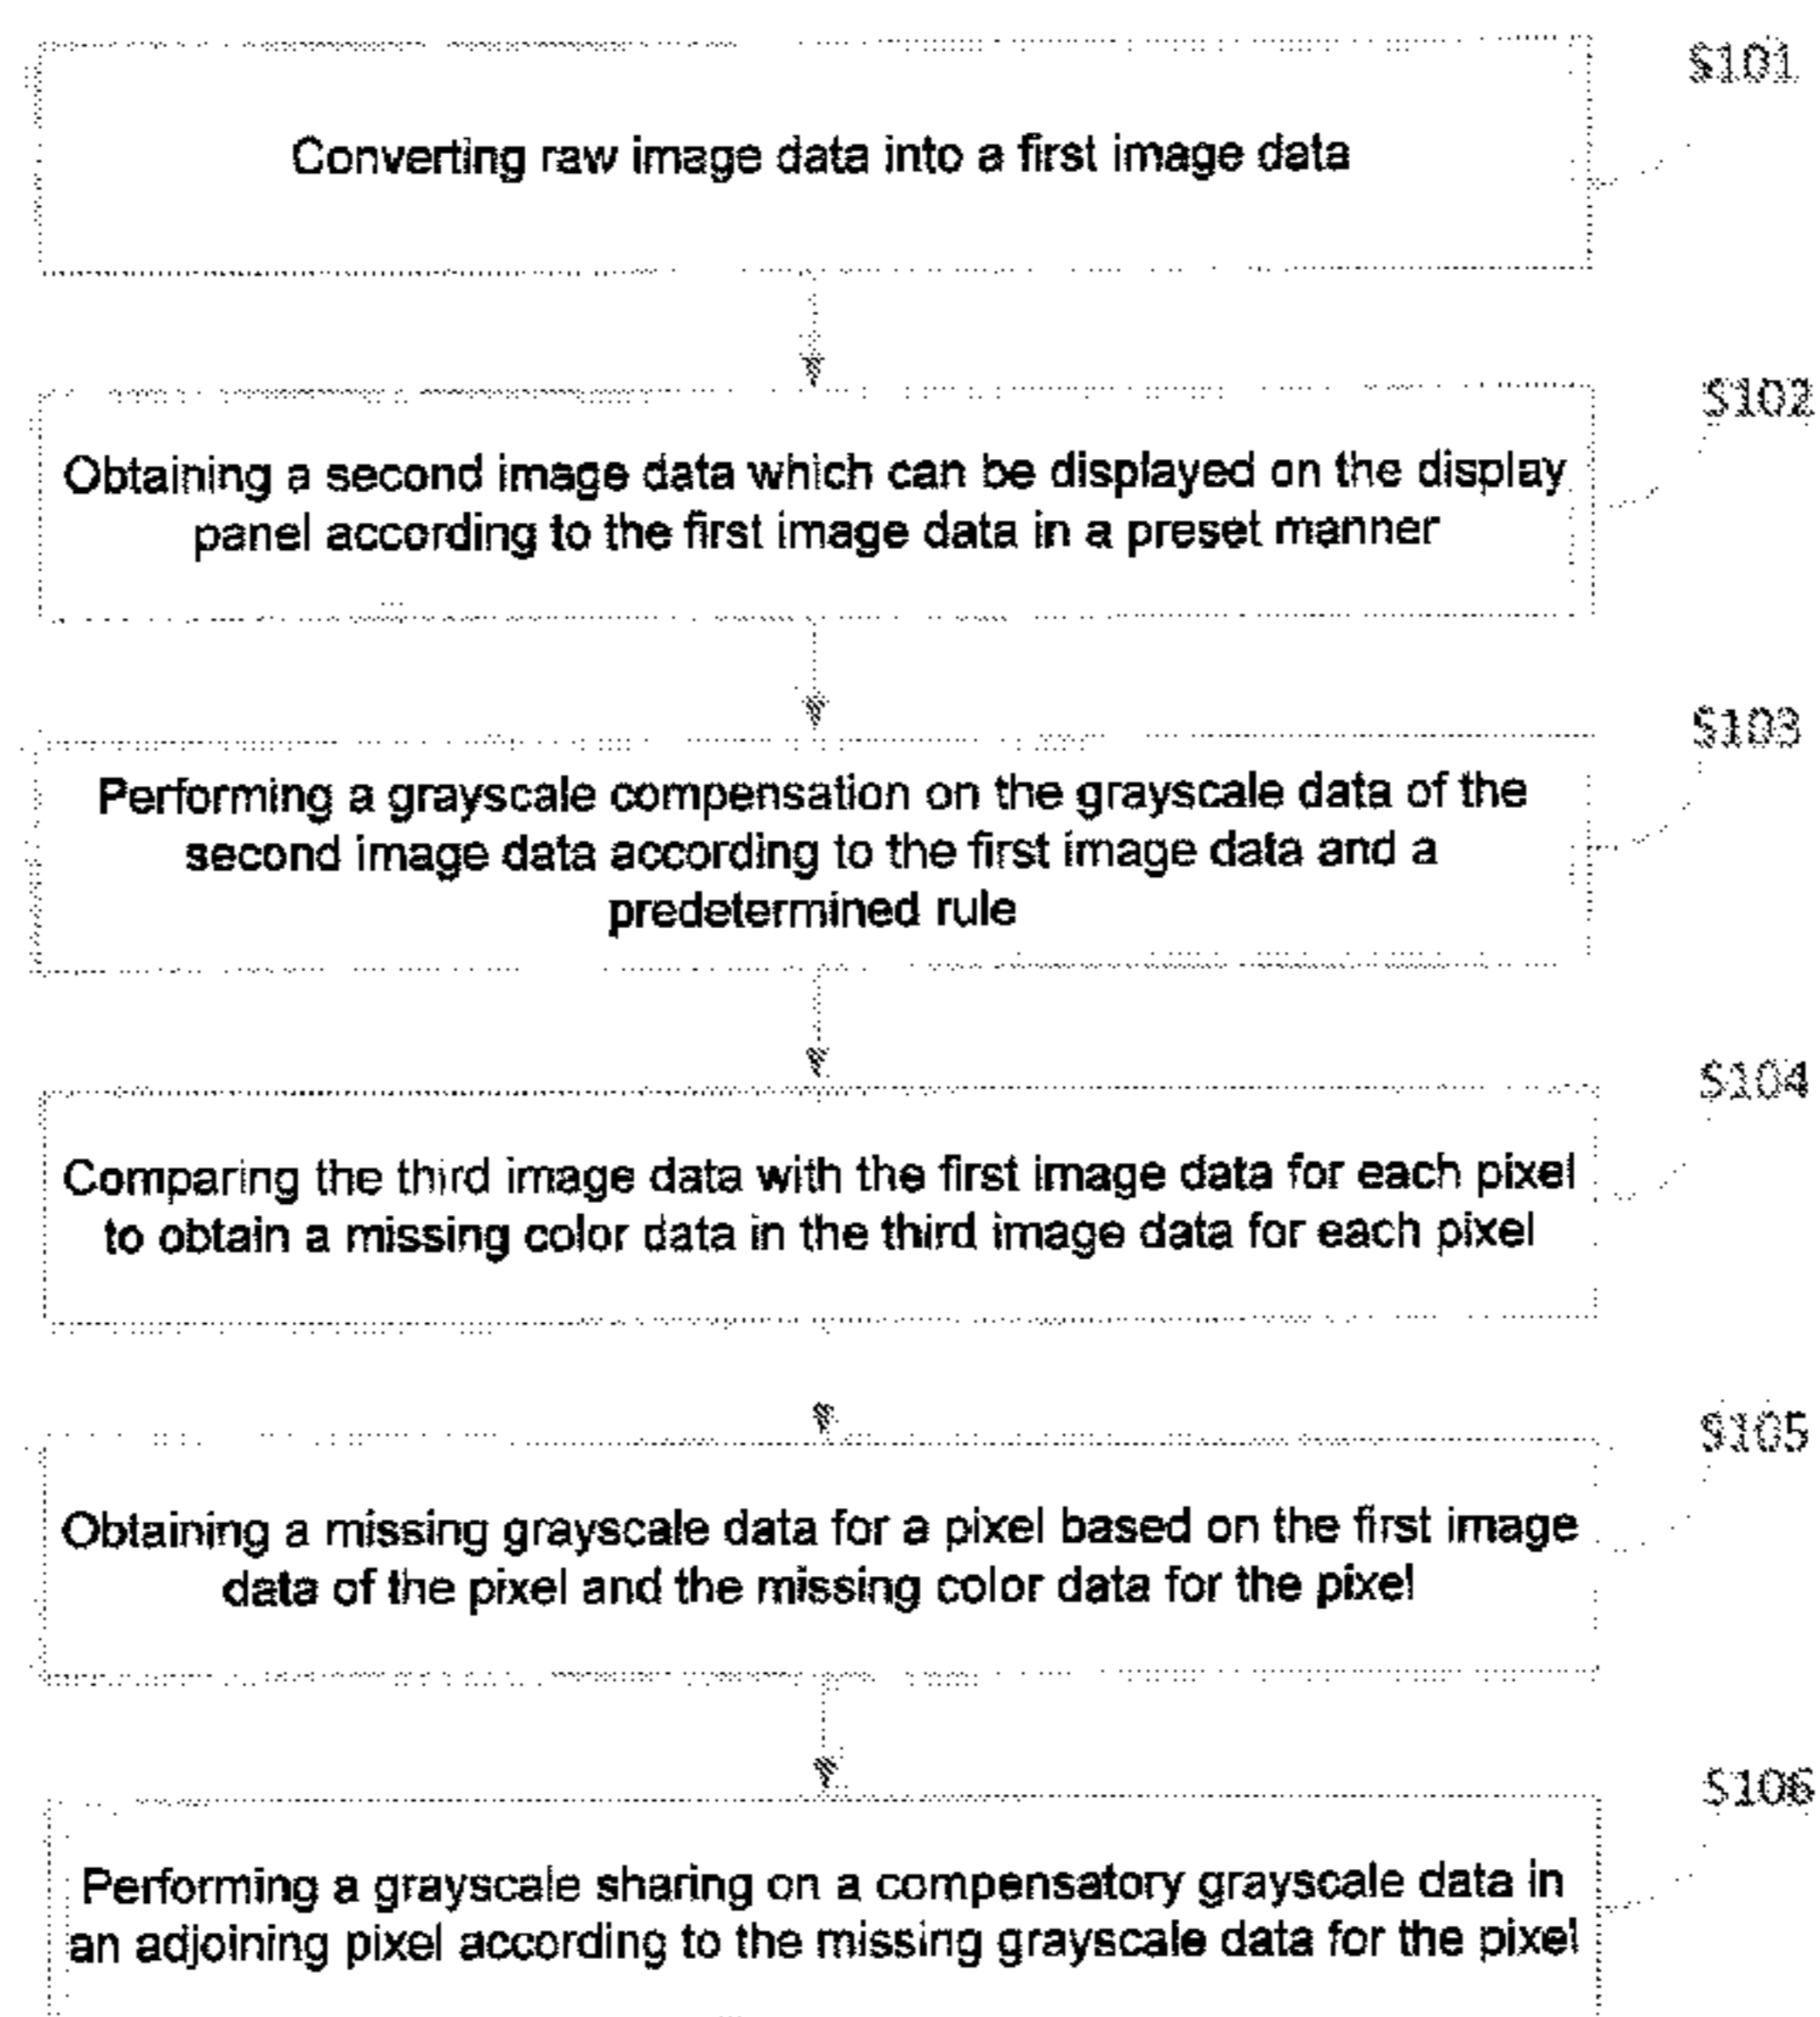 S101
Converting raw image data into a first image data
S102
Obtaining a second image data which can be displayed on the display
panel according to the first image data in a preset manner
S103
Performing a grayscale compensation on the grayscale data of the
second image data according to the first image data and a
predetermined rule
S104
Comparing the third image data with the first image data for each pixel
to obtain a missing color data in the third image data for each pixel
S105
Obtaining a missing grayscale data for a pixel based on the first image
data of the pixel and the missing color data for the pixel
S106
Performing a grayscale sharing on a compensatory grayscale data in
an adjoining pixel according to the missing grayscale data for the pixel